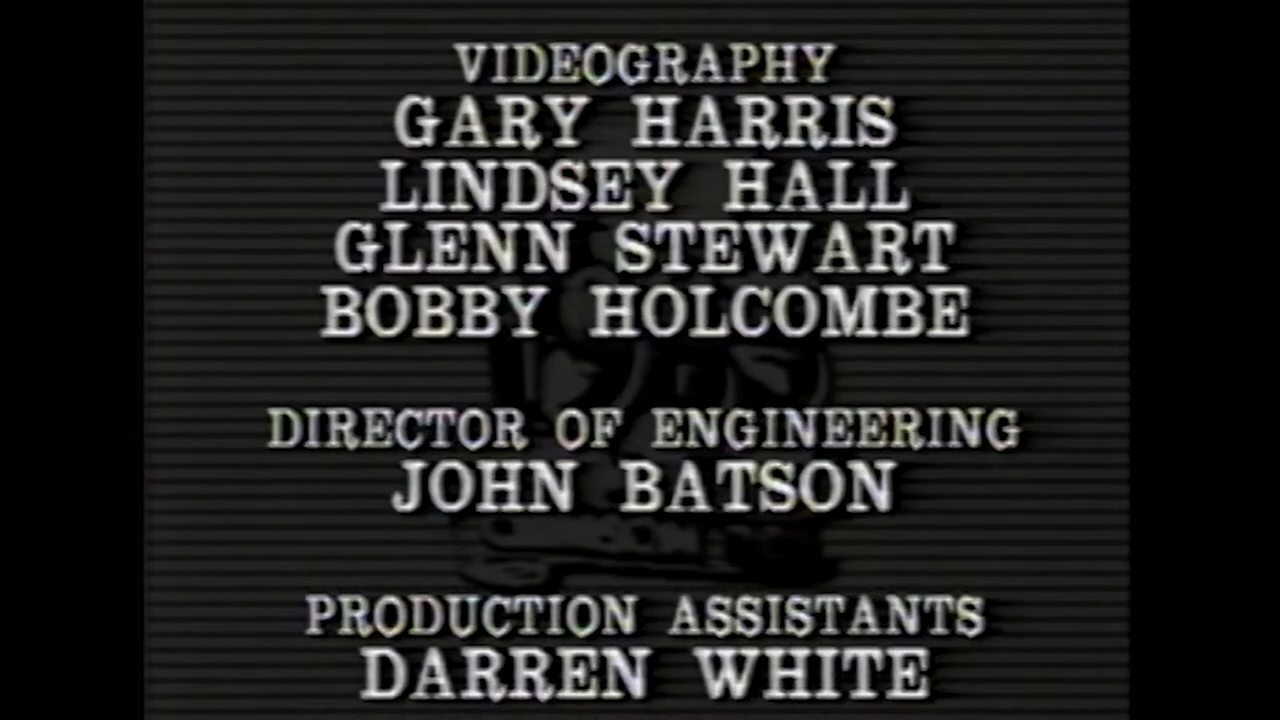 VIDEOGRAPHY
GARY HARRIS
LINDSEY HALL
GLENN STEWART
BOBBY HOLCOMBE
DIRECTOR OF ENGINEERING
JOHN BATSON
PRODUCTION ASSISTANTS
DARREN WHITE